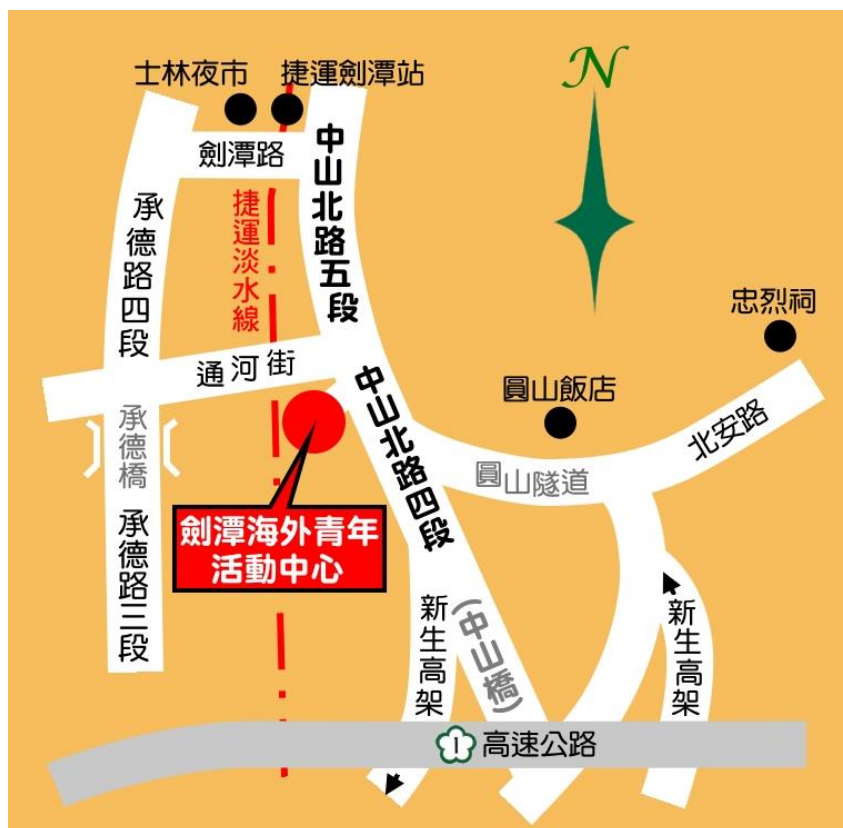 士林夜市
捷運劍潭站
N
劍潭路
中山北路五段
承德路四段
捷運淡水線
忠烈祠
通河街
圓山飯店
中山北路四段
北安路
承德橋
圓山隧道
劍潭海外青年
活動中心
承德路三段
新生高架
(中山橋)
新生高架
1
高速公路